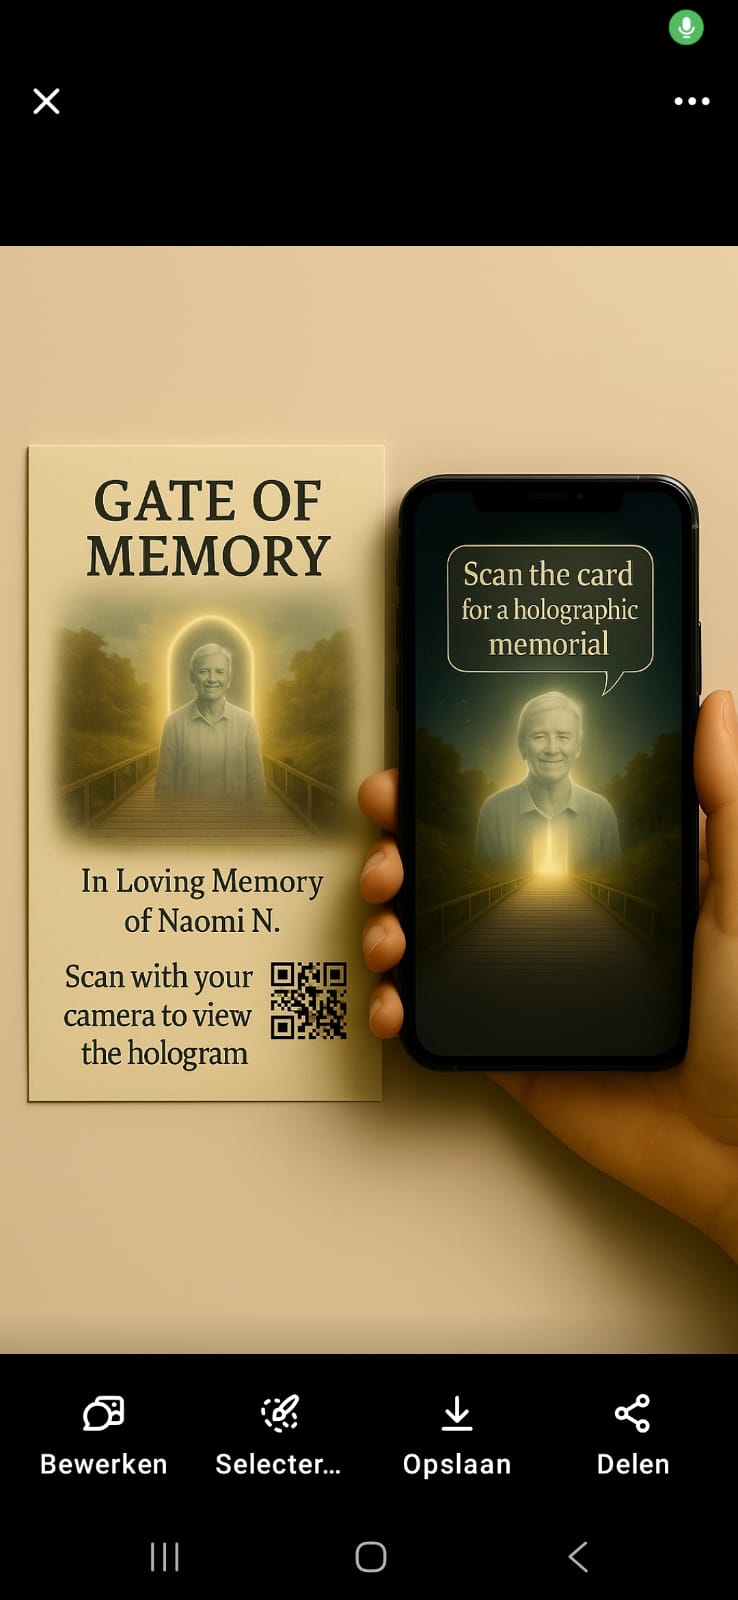 GATE OF
MEMORY
In Loving Memory
of Naomi N.
Scan with your
camera to view
the hologram
Scan the card
for a holographic
memorial
Bewerken
Selecter...
Opslaan
Delen